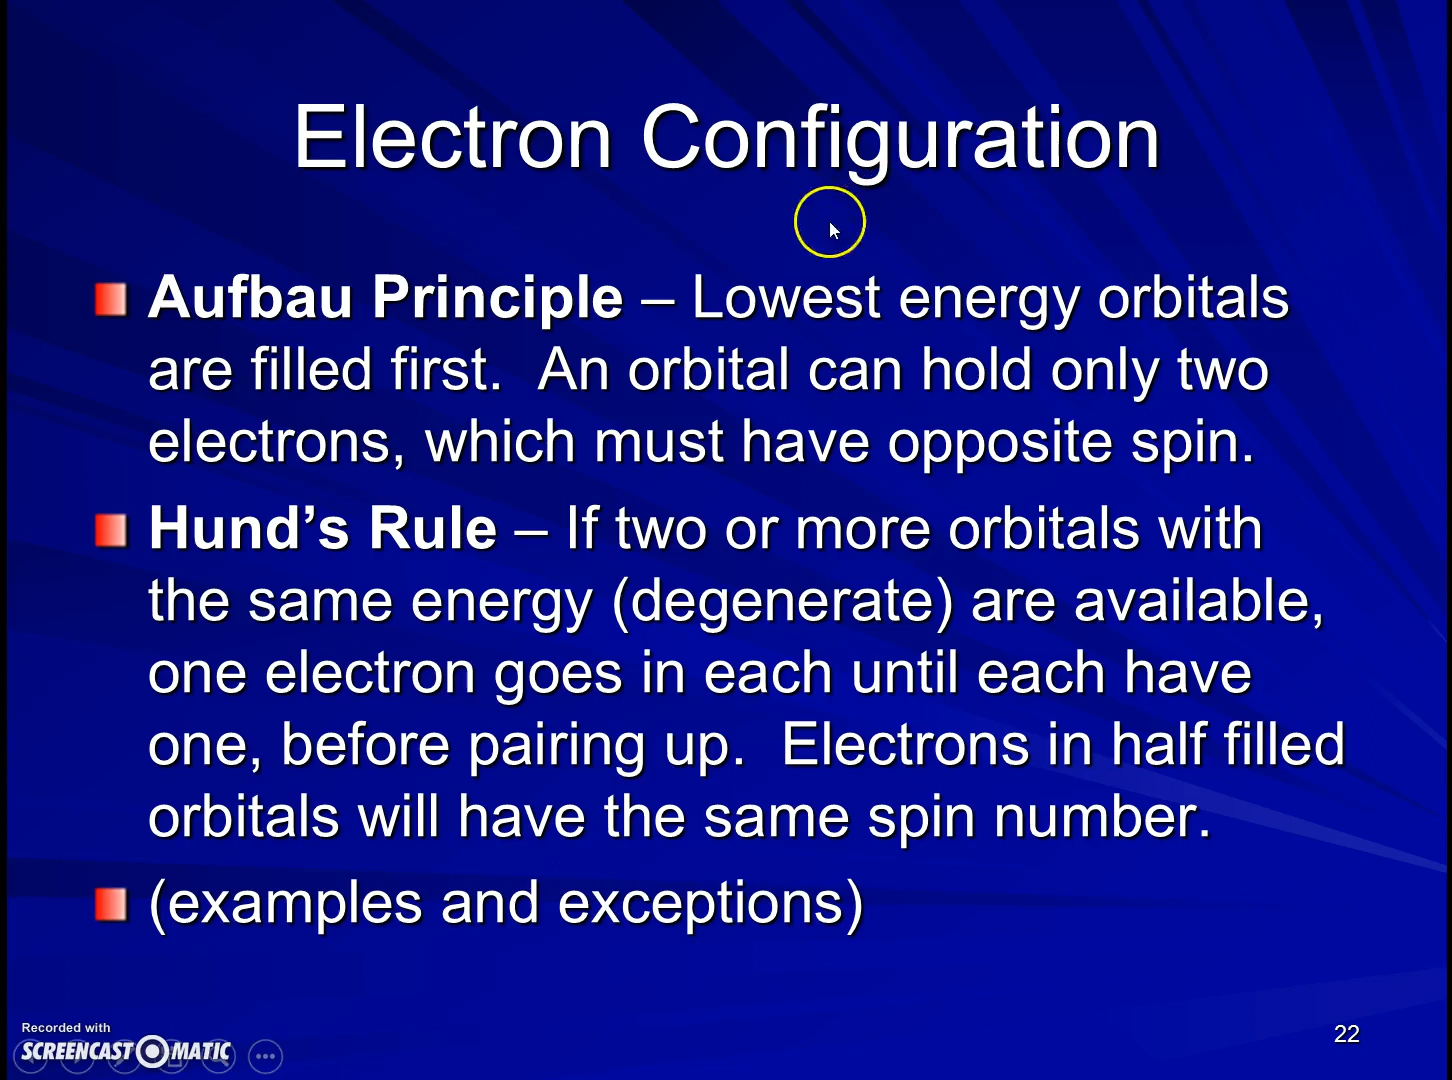 Electron Configuration
Aufbau Principle – Lowest energy orbitals
are filled first.  An orbital can hold only two
electrons, which must have opposite spin.
Hund’s Rule – If two or more orbitals with
the same energy (degenerate) are available,
one electron goes in each until each have
one, before pairing up.  Electrons in half filled
orbitals will have the same spin number.
(examples and exceptions)
Recorded with
SCREENCAST MATIC
22